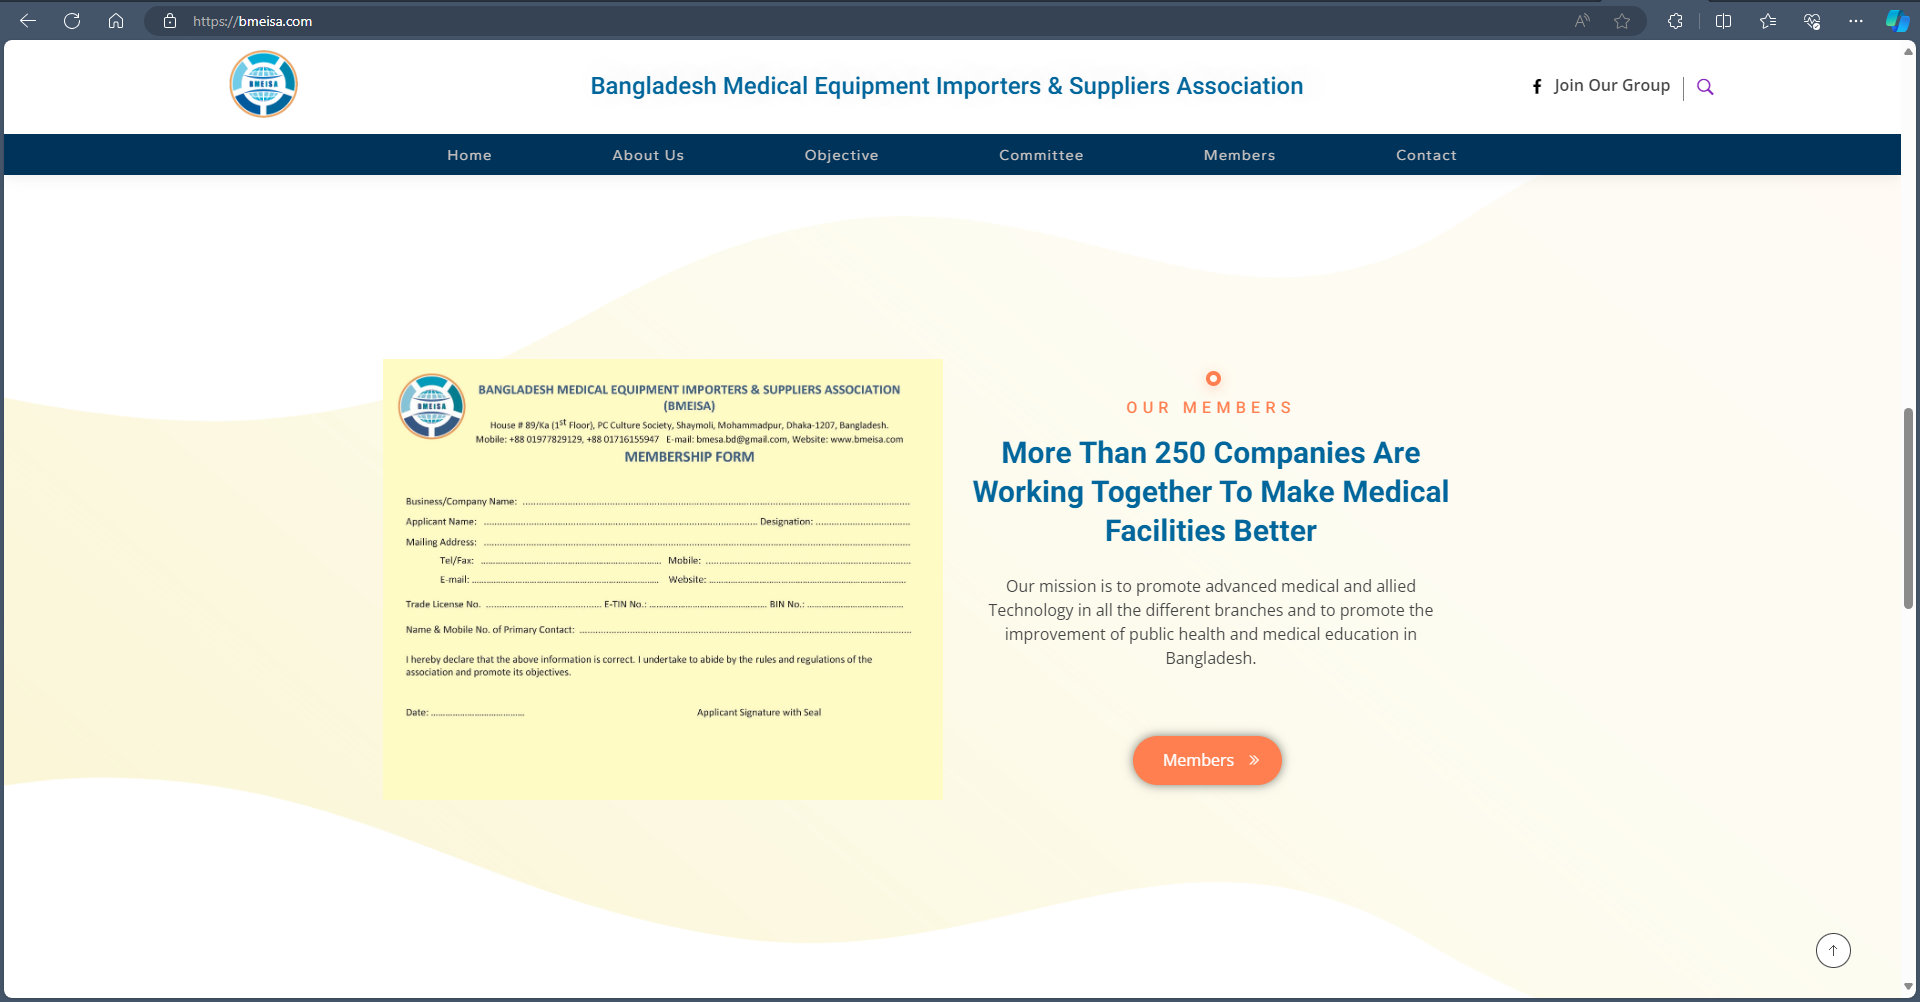 https://bmeisa.com
BMEISA
Bangladesh Medical Equipment Importers & Suppliers Association
Join Our Group
Home About Us Objective Committee Members Contact
BMEISA
BANGLADESH MEDICAL EQUIPMENT IMPORTERS & SUPPLIERS ASSOCIATION
(BMEISA)
House # 89/Ka (1st Floor), PC Culture Society, Shaymoli, Mohammadpur, Dhaka-1207, Bangladesh.
Mobile: +88 01977829129, +88 01716155947 E-mail: bmesa.bd@gmail.com, Website: www.bmeisa.com
MEMBERSHIP FORM
Business/Company Name: ........................................
Applicant Name: ........................................ Designation: ........................................
Mailing Address: ........................................
Tel/Fax: ........................................ Mobile: ........................................
E-mail: ........................................ Website: ........................................
Trade License No. ........................................ E-TIN No.: ........................................ BIN No.: ........................................
Name & Mobile No. of Primary Contact: ........................................
I hereby declare that the above information is correct. I undertake to abide by the rules and regulations of the
association and promote its objectives.
Date: ........................................ Applicant Signature with Seal
OUR MEMBERS
More Than 250 Companies Are
Working Together To Make Medical
Facilities Better
Our mission is to promote advanced medical and allied
Technology in all the different branches and to promote the
improvement of public health and medical education in
Bangladesh.
Members »